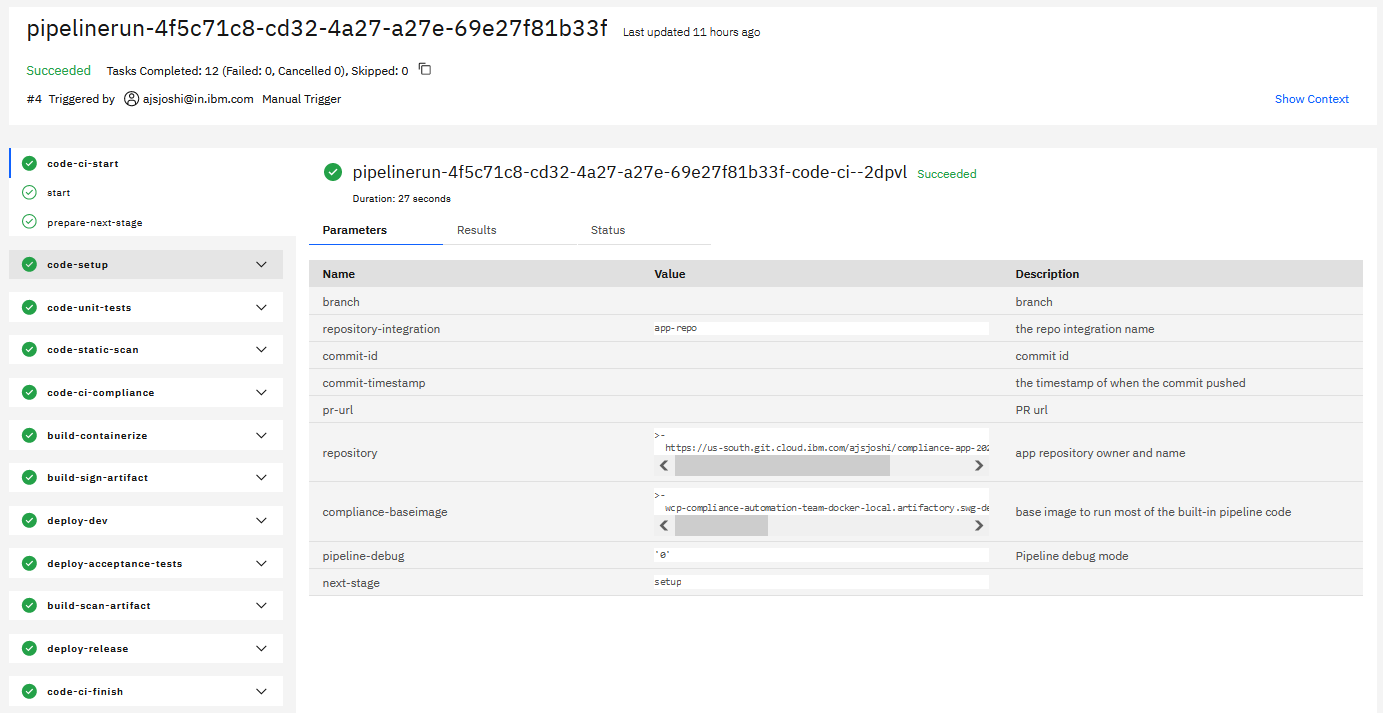 pipelinerun-4f5c71c8-cd32-4a27-a27e-69e27f81b33f Last updated 11 hours ago
Succeeded Tasks Completed: 12 (Failed: 0, Cancelled 0), Skipped: 0
#4 Triggered by ajsjoshi@in.ibm.com Manual Trigger Show Context
code-ci-start
start
prepare-next-stage
code-setup
code-unit-tests
code-static-scan
code-ci-compliance
build-containerize
build-sign-artifact
deploy-dev
deploy-acceptance-tests
build-scan-artifact
deploy-release
code-ci-finish
pipelinerun-4f5c71c8-cd32-4a27-a27e-69e27f81b33f-code-ci--2dpvl Succeeded
Duration: 27 seconds
Parameters Results Status
Name Value Description
branch branch
repository-integration app-repo the repo integration name
commit-id commit id
commit-timestamp the timestamp of when the commit pushed
pr-url PR url
>-
https://us-south.git.cloud.ibm.com/ajsjoshi/compliance-app-202
repository app repository owner and name
>-
wcp-compliance-automation-team-docker-local.artifactory.swg-de
compliance-baseimage base image to run most of the built-in pipeline code
pipeline-debug '0' Pipeline debug mode
next-stage setup